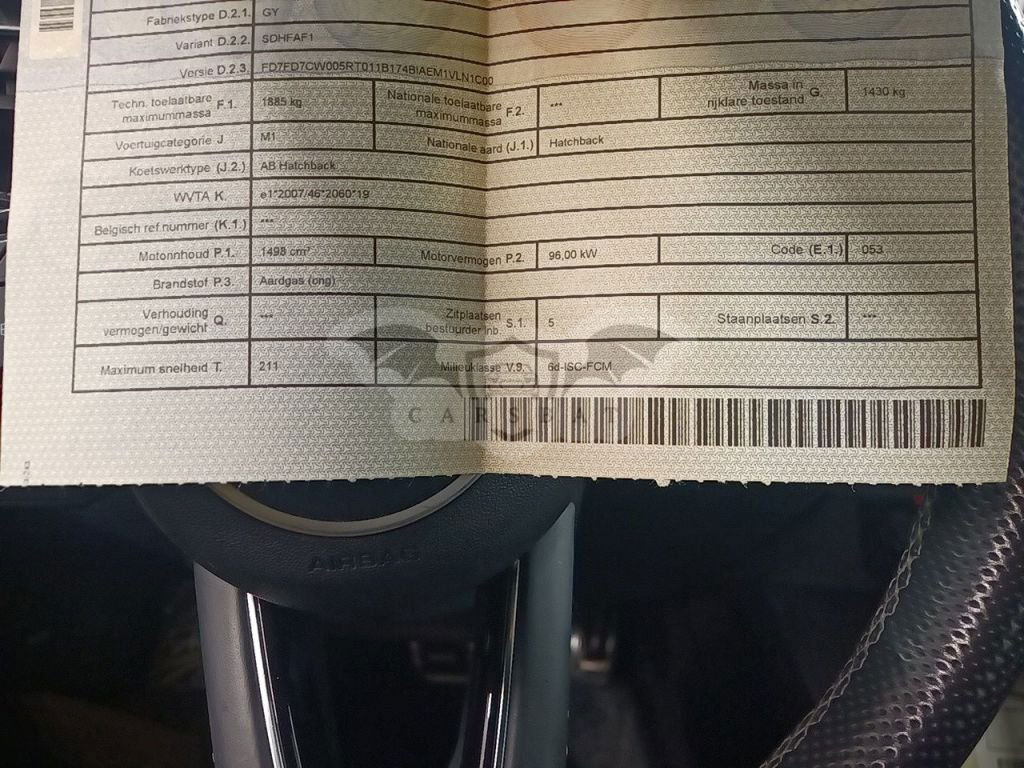 Fabriekstype D.2.1. GY
Variant D.2.2. SDHFAF1
Versie D.2.3. FD7FD7CW005RT011B174BIAEM1VLN1C00
Techn. toelaatbare maximummassa F.1. 1885 kg Nationale toelaatbare maximummassa F.2. *** Massa in rijklare toestand G. 1430 kg
Voertuigcategorie J M1 Nationale aard (J.1.) Hatchback
Koetswerktype (J.2.) AB Hatchback
WVTA K. e1*2007/46*2060*19
Belgisch ref.nummer (K.1.) ***
Motorinhoud P.1. 1498 cm³ Motorvermogen P.2. 96,00 kW Code (E.1.) 053
Brandstof P.3. Aardgas (cng)
Verhouding vermogen/gewicht Q. *** Zitplaatsen bestuurder inb. S.1. 5 Staanplaatsen S.2. ***
Maximum snelheid T. 211 Milieuklasse V.9. 6d-ISC-FCM
CARSEAT
AIRBAG